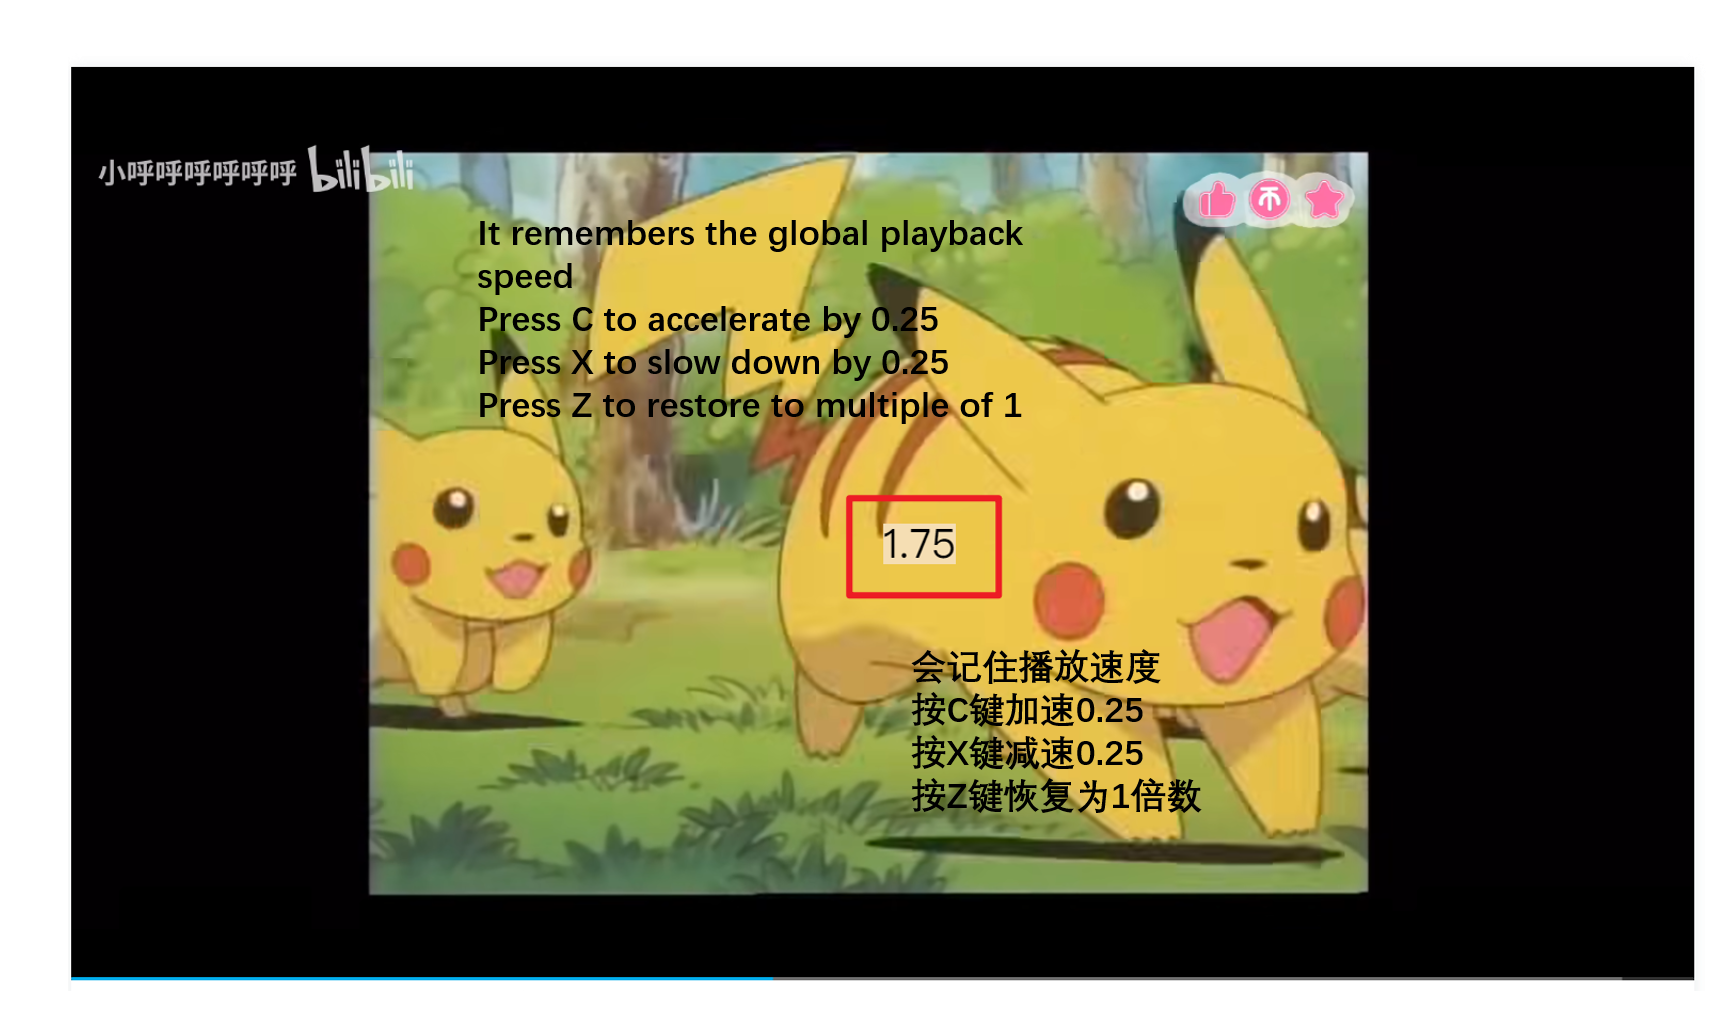 小呼呼呼呼呼呼 bilibili
It remembers the global playback
speed
Press C to accelerate by 0.25
Press X to slow down by 0.25
Press Z to restore to multiple of 1
1.75
会记住播放速度
按C键加速0.25
按X键减速0.25
按Z键恢复为1倍数